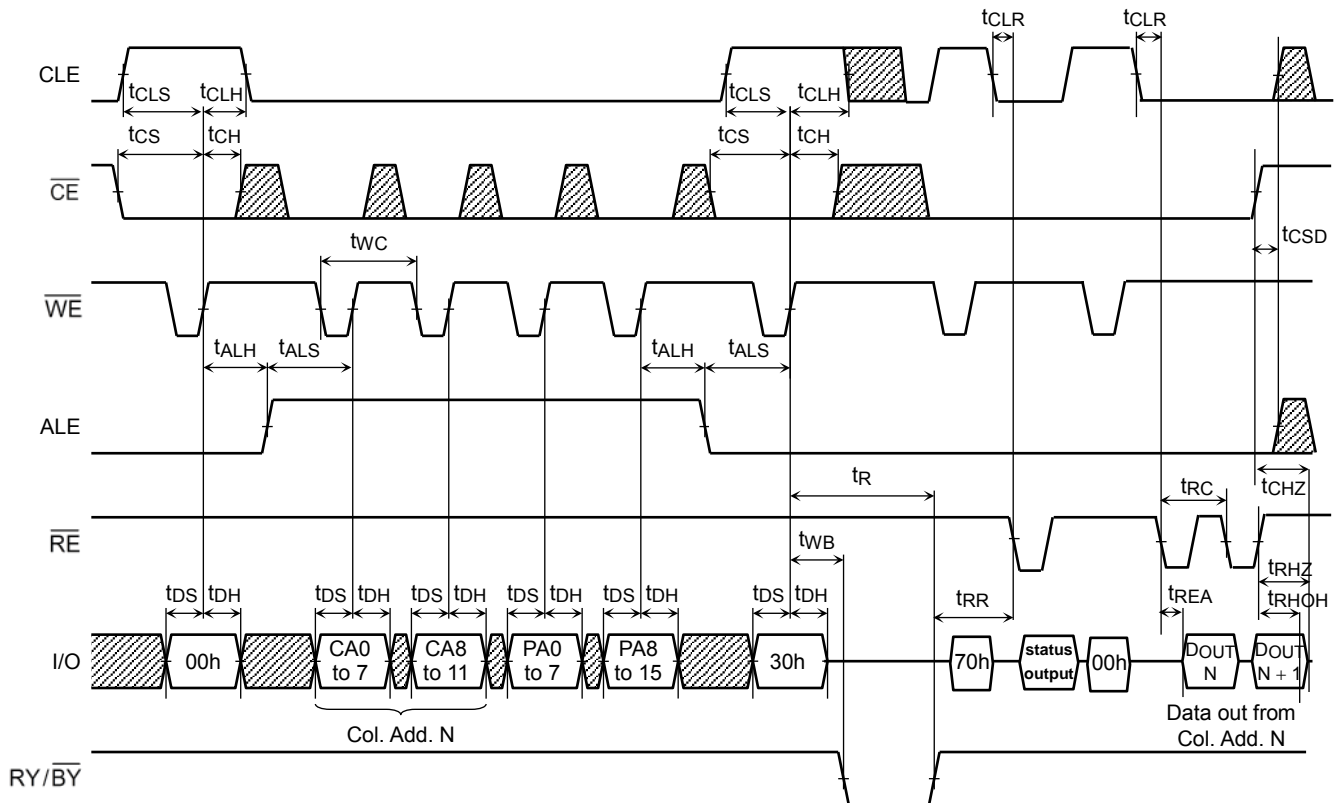 tCLR tCLR
CLE
tCLS tCLH tCLS tCLH
tCS tCH tCS tCH
CE
tWC tCSD
WE
tALH tALS tALH tALS
ALE
tR tRC tCHZ
RE
tWB
tDS tDH tDS tDH tDS tDH tDS tDH tDS tDH tDS tDH tRR tREA tRHZ
tRHOH
I/O 00h CA0 to 7 CA8 to 11 PA0 to 7 PA8 to 15 30h 70h status output 00h DOUT N DOUT N + 1
Col. Add. N
Data out from
Col. Add. N
RY/BY